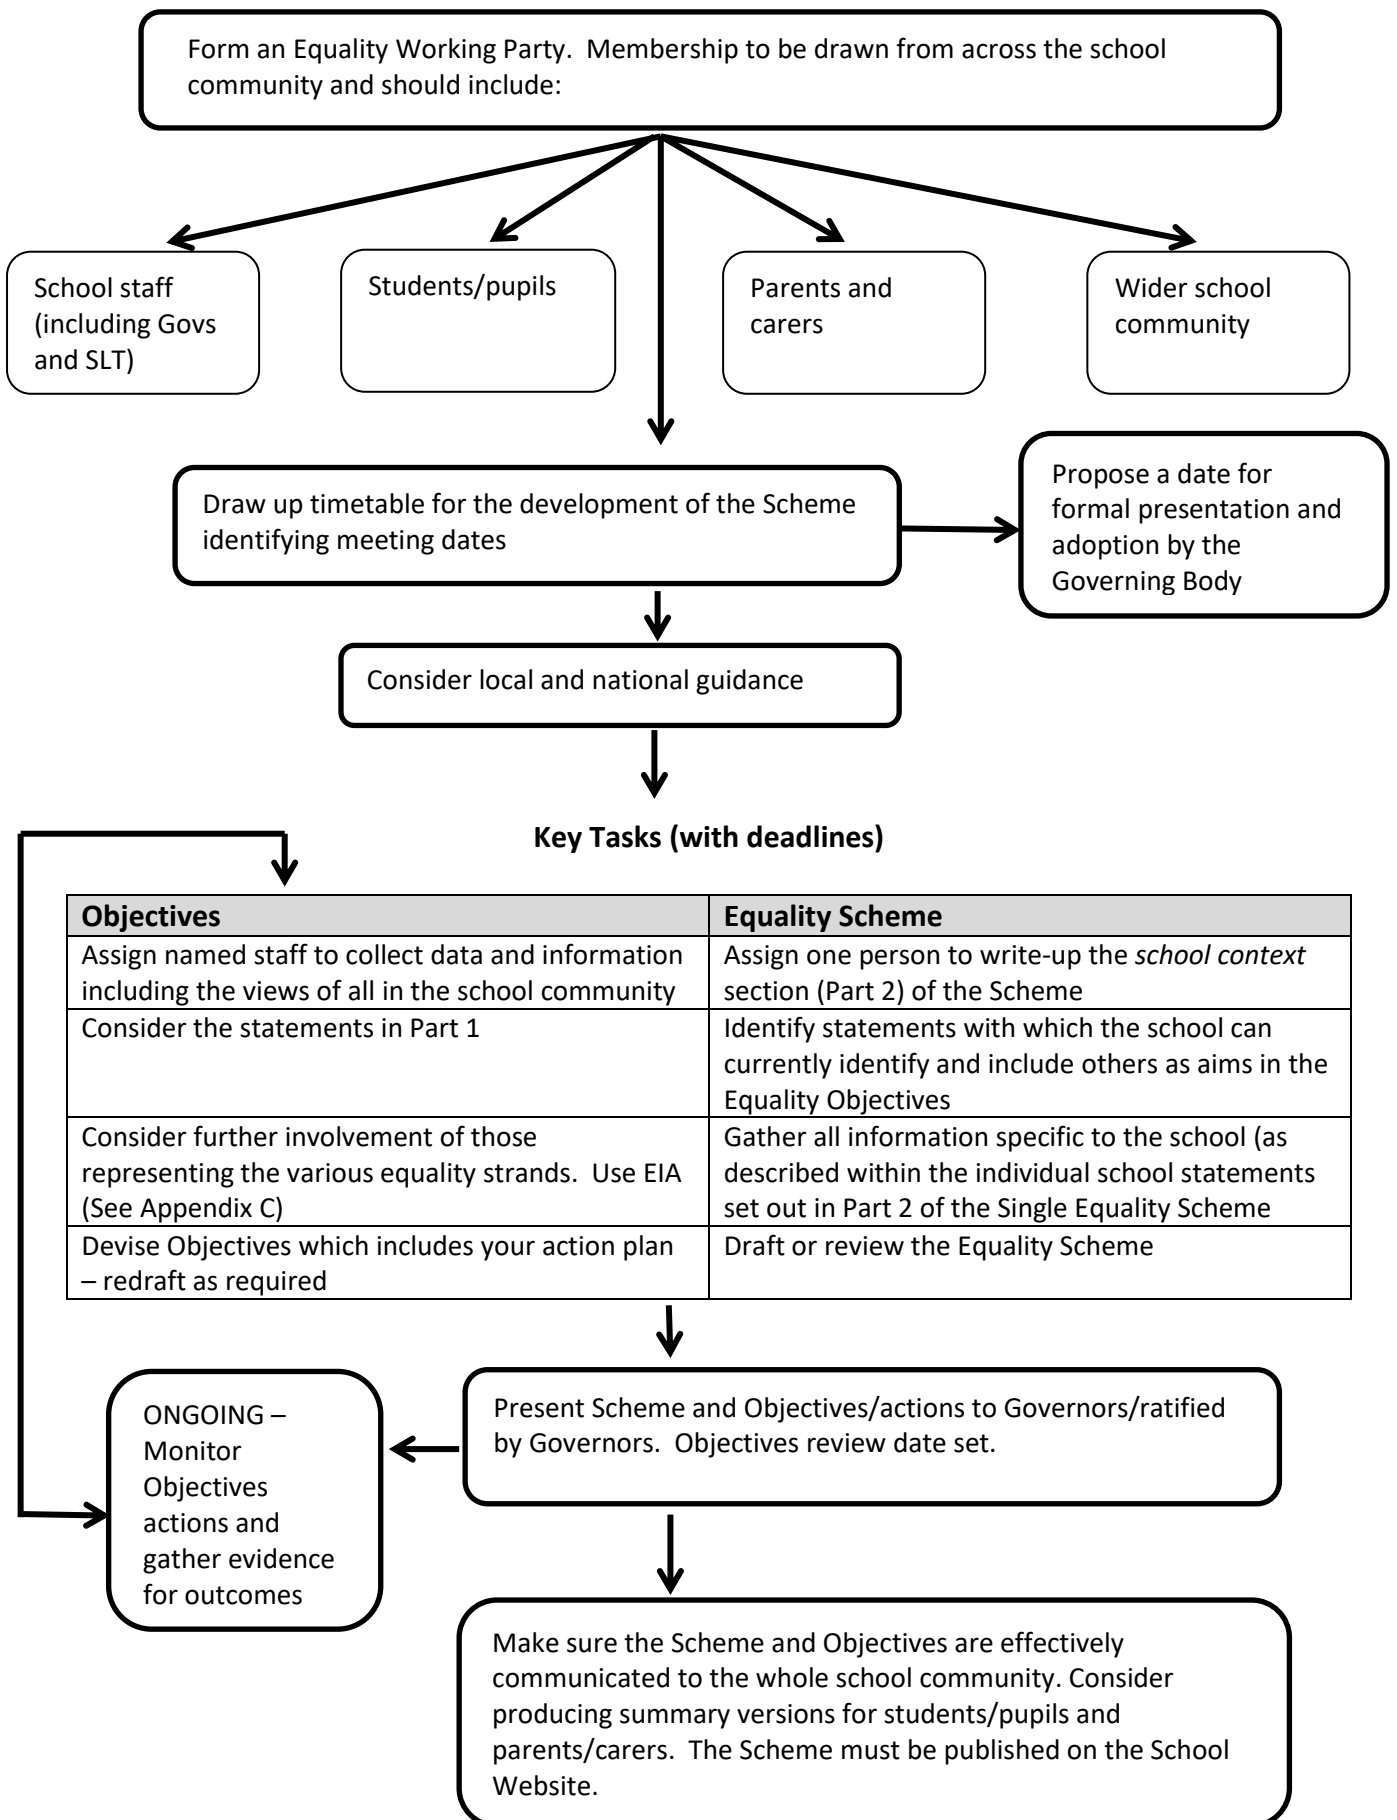 Form an Equality Working Party.  Membership to be drawn from across the school
community and should include:
School staff
(including Govs
and SLT)
Students/pupils
Parents and
carers
Wider school
community
Draw up timetable for the development of the Scheme
identifying meeting dates
Propose a date for
formal presentation and
adoption by the
Governing Body
Consider local and national guidance
Key Tasks (with deadlines)
Objectives
Equality Scheme
Assign named staff to collect data and information
including the views of all in the school community
Assign one person to write-up the school context
section (Part 2) of the Scheme
Consider the statements in Part 1
Identify statements with which the school can
currently identify and include others as aims in the
Equality Objectives
Consider further involvement of those
representing the various equality strands.  Use EIA
(See Appendix C)
Gather all information specific to the school (as
described within the individual school statements
set out in Part 2 of the Single Equality Scheme
Devise Objectives which includes your action plan
– redraft as required
Draft or review the Equality Scheme
ONGOING –
Monitor
Objectives
actions and
gather evidence
for outcomes
Present Scheme and Objectives/actions to Governors/ratified
by Governors.  Objectives review date set.
Make sure the Scheme and Objectives are effectively
communicated to the whole school community. Consider
producing summary versions for students/pupils and
parents/carers.  The Scheme must be published on the School
Website.